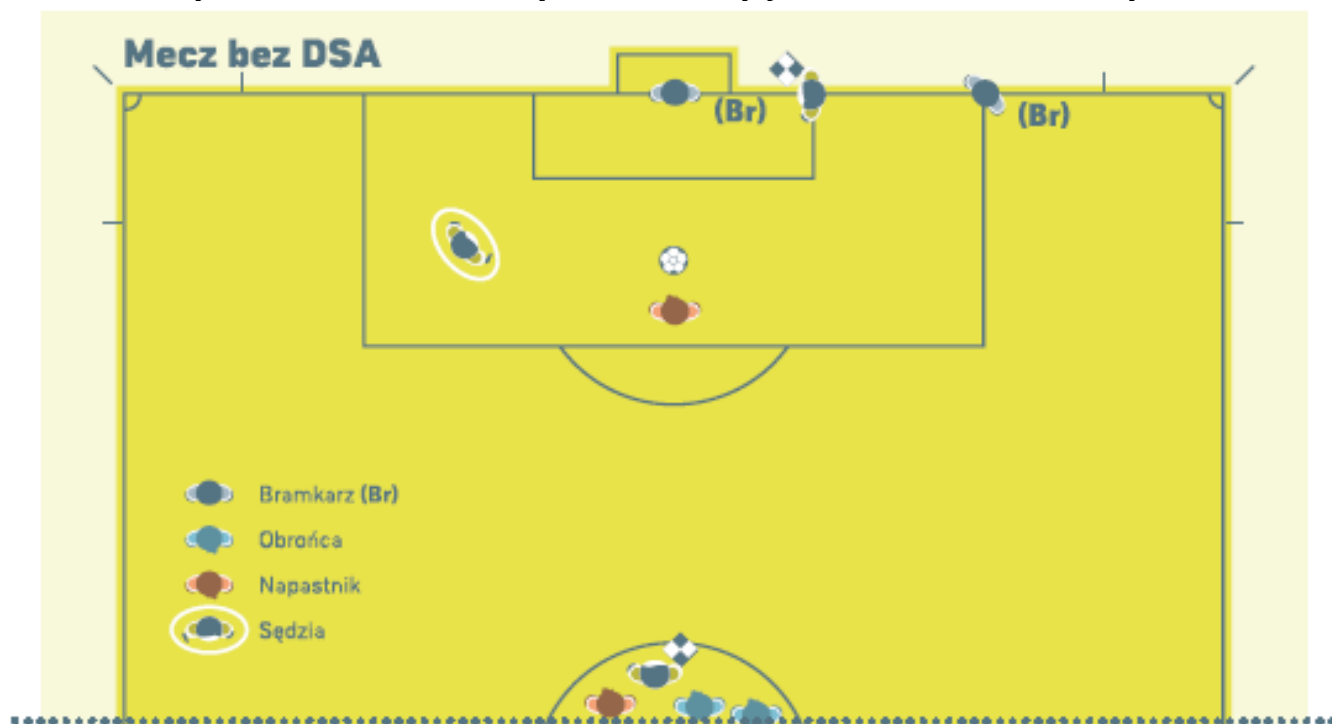 Mecz bez DSA
(Br)
(Br)
Bramkarz (Br)
Obrońca
Napastnik
Sędzia